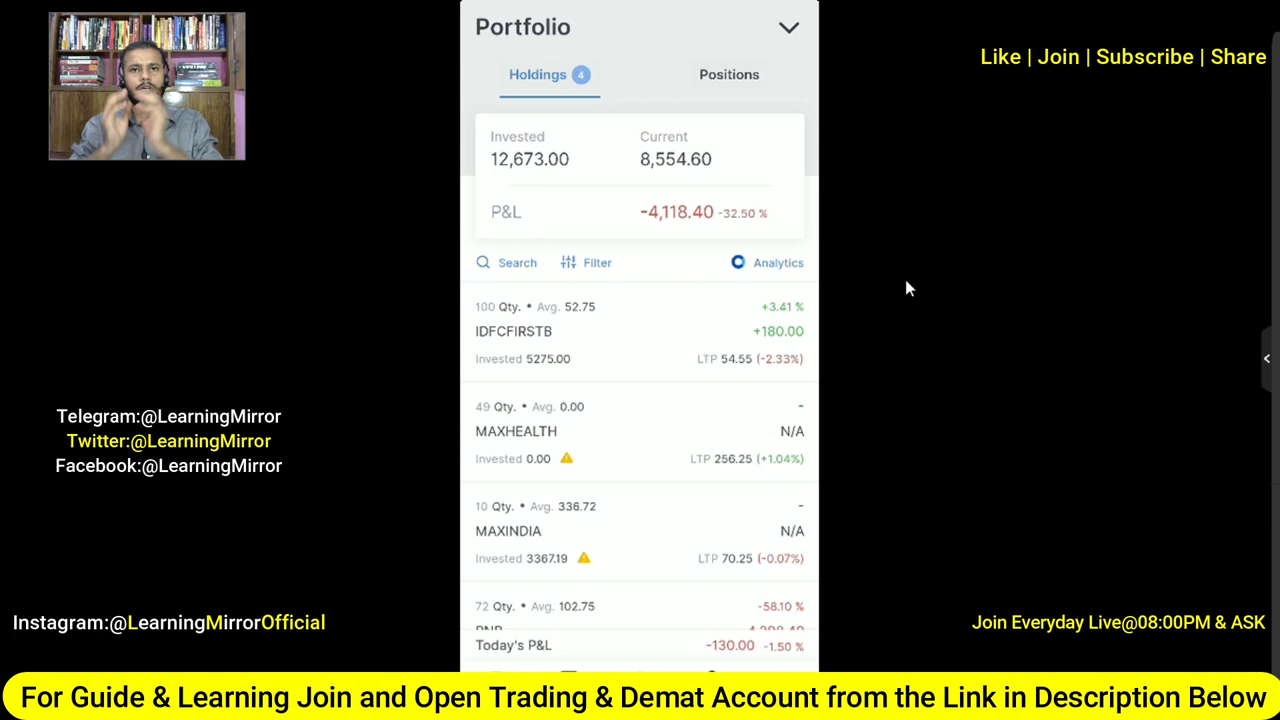 Portfolio
Like | Join | Subscribe | Share
Holdings 4 Positions
Invested Current
12,673.00 8,554.60
P&L -4,118.40 -32.50 %
Search Filter Analytics
100 Qty. • Avg. 52.75 +3.41 %
IDFCFIRSTB +180.00
Invested 5275.00 LTP 54.55 (-2.33%)
49 Qty. • Avg. 0.00 -
MAXHEALTH N/A
Invested 0.00 LTP 256.25 (+1.04%)
10 Qty. • Avg. 336.72 -
MAXINDIA N/A
Invested 3367.19 LTP 70.25 (-0.07%)
72 Qty. • Avg. 102.75 -58.10 %
Today's P&L -130.00 -1.50 %
Telegram:@LearningMirror
Twitter:@LearningMirror
Facebook:@LearningMirror
Instagram:@LearningMirrorOfficial
Join Everyday Live@08:00PM & ASK
For Guide & Learning Join and Open Trading & Demat Account from the Link in Description Below